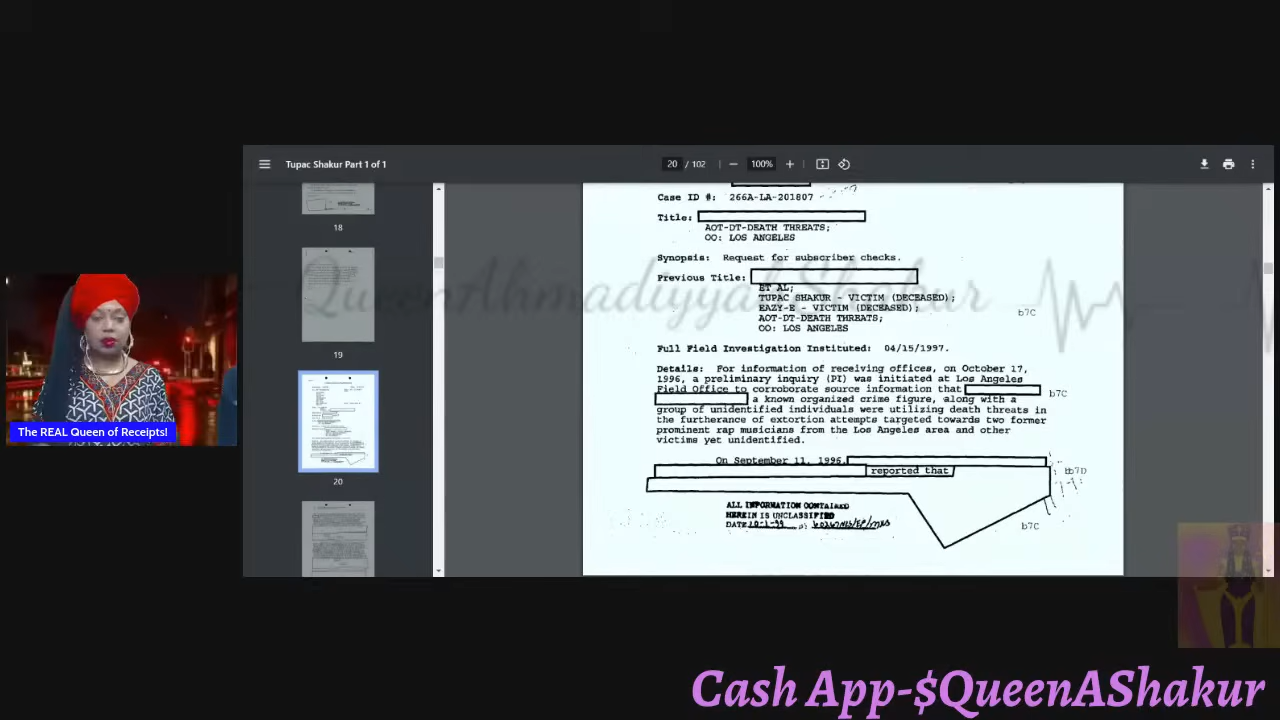 Tupac Shakur Part 1 of 1
20 / 102
100%
Case ID #: 266A-LA-201807
Title:
AOT-DT-DEATH THREATS;
OO: LOS ANGELES
Synopsis: Request for subscriber checks.
Previous Title:
ET AL;
TUPAC SHAKUR - VICTIM (DECEASED);
EAZY-E - VICTIM (DECEASED);
AOT-DT-DEATH THREATS;
OO: LOS ANGELES
b7C
Full Field Investigation Instituted: 04/15/1997.
Details: For information of receiving offices, on October 17,
1996, a preliminary inquiry (PI) was initiated at Los Angeles
Field Office to corroborate source information that
b7C
a known organized crime figure, along with a
group of unidentified individuals were utilizing death threats in
the furtherance of extortion attempts targeted towards two former
prominent rap musicians from the Los Angeles area and other
victims yet unidentified.
On September 11, 1996,
reported that
b7D
ALL INFORMATION CONTAINED
HEREIN IS UNCLASSIFIED
DATE
b7C
18
19
20
The REAL Queen of Receipts!
Cash App-$QueenAShakur